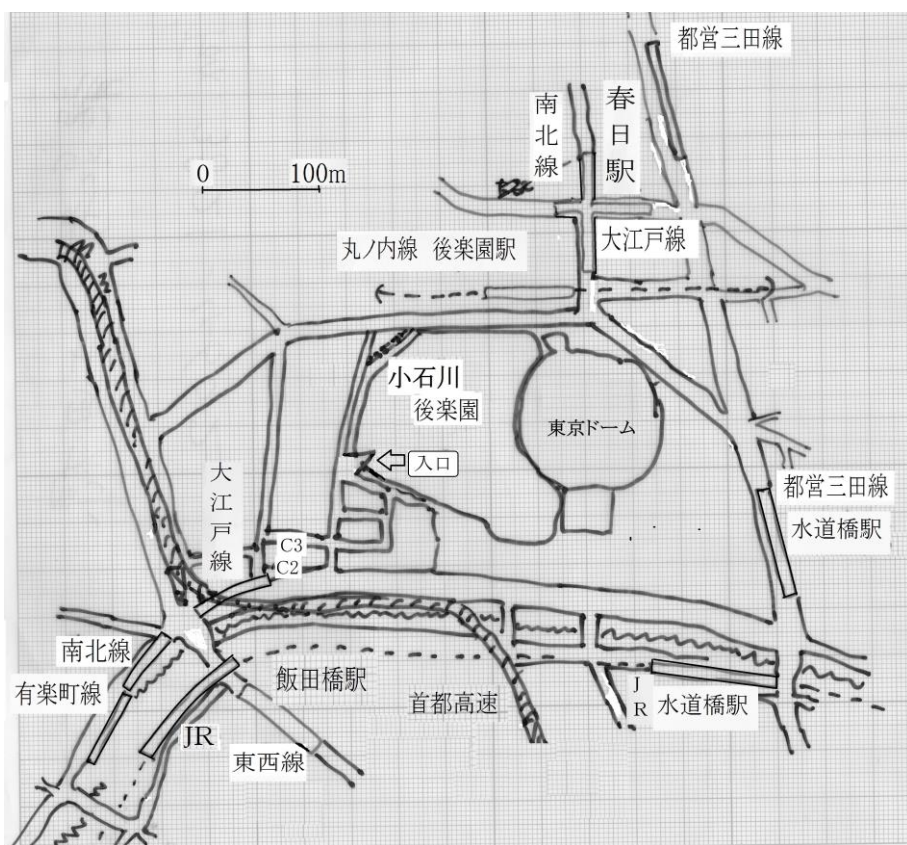 都営三田線
南北線
春日駅
0 100m
大江戸線
丸ノ内線 後楽園駅
小石川
後楽園
東京ドーム
入口
大江戸線
都営三田線
水道橋駅
C3
C2
南北線
有楽町線
飯田橋駅
首都高速
JR
水道橋駅
JR
東西線